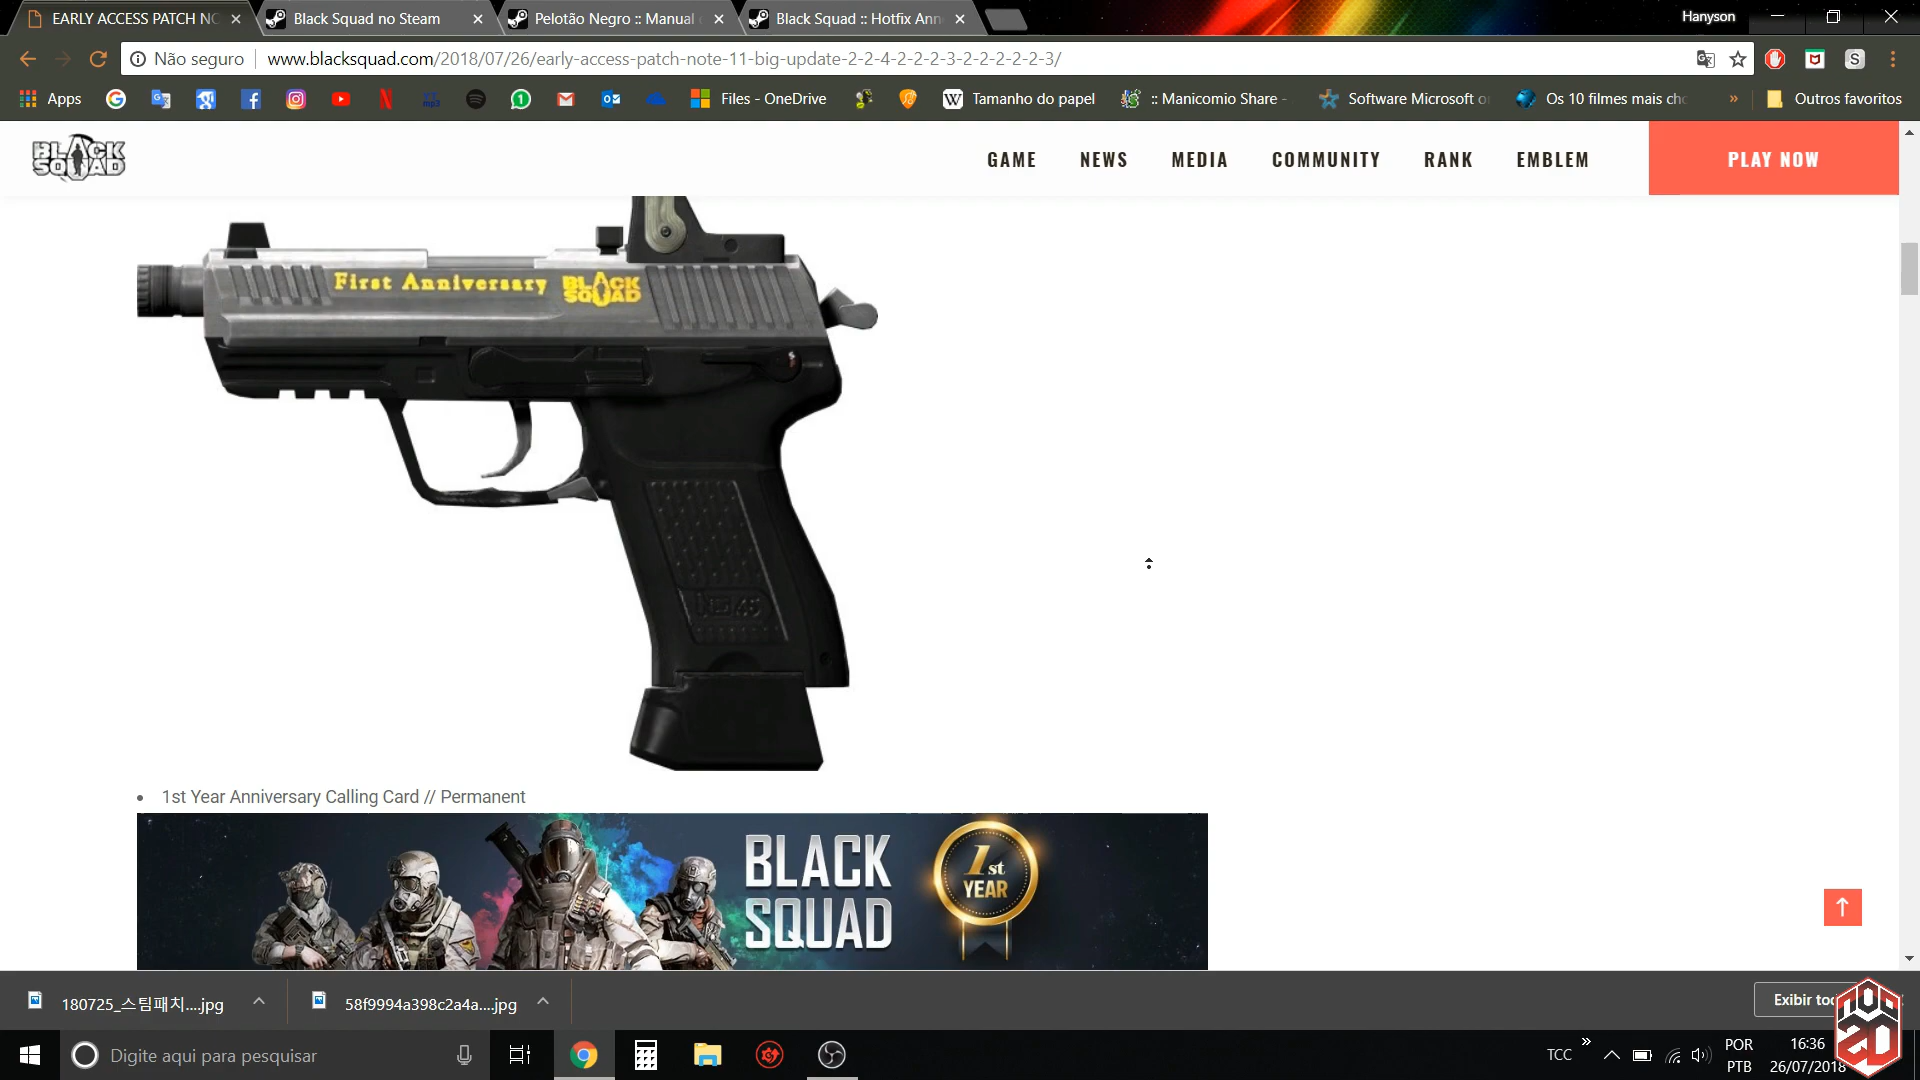 EARLY ACCESS PATCH NO
Black Squad no Steam
Pelotão Negro :: Manual
Black Squad :: Hotfix Ann
Hanyson
Não seguro
www.blacksquad.com/2018/07/26/early-access-patch-note-11-big-update-2-2-4-2-2-2-3-2-2-2-2-2-3/
Apps
Files - OneDrive
Tamanho do papel
:: Manicomio Share -
Software Microsoft o
Os 10 filmes mais ch
»
Outros favoritos
BLACK SQUAD
GAME
NEWS
MEDIA
COMMUNITY
RANK
EMBLEM
PLAY NOW
First Anniversary BLACK SQUAD
1st Year Anniversary Calling Card // Permanent
BLACK
SQUAD
1st
YEAR
180725_스팀패치....jpg
58f9994a398c2a4a....jpg
Exibir to
Digite aqui para pesquisar
TCC
»
POR
PTB
16:36
26/07/2018